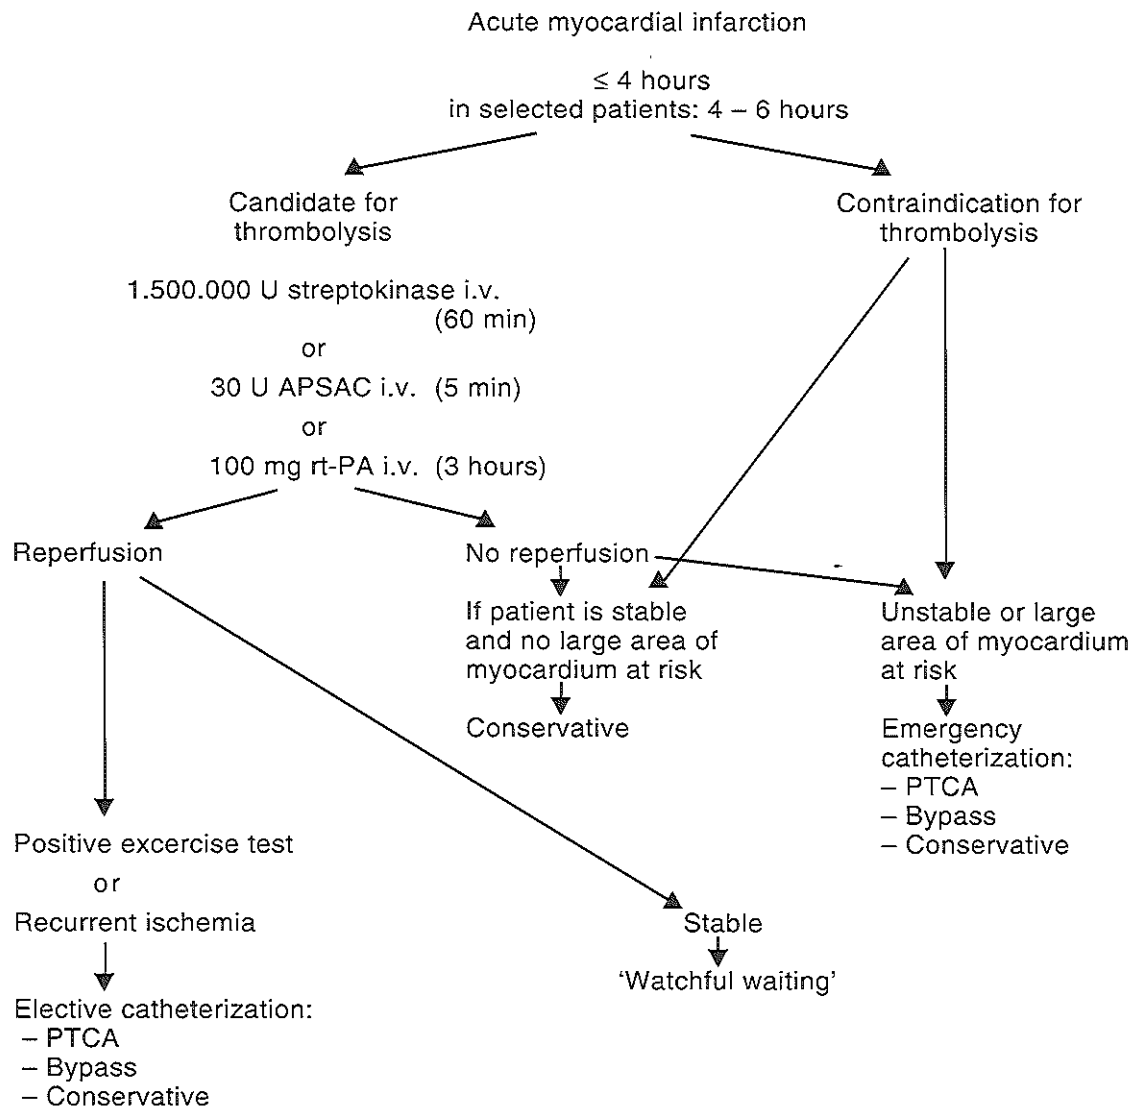 Acute myocardial infarction
≤ 4 hours
in selected patients: 4 – 6 hours
Candidate for
thrombolysis
Contraindication for
thrombolysis
1.500.000 U streptokinase i.v.
(60 min)
or
30 U APSAC i.v. (5 min)
or
100 mg rt-PA i.v. (3 hours)
Reperfusion
No reperfusion
If patient is stable
and no large area of
myocardium at risk
Conservative
Unstable or large
area of myocardium
at risk
Emergency
catheterization:
– PTCA
– Bypass
– Conservative
Positive excercise test
or
Recurrent ischemia
Stable
'Watchful waiting'
Elective catheterization:
– PTCA
– Bypass
– Conservative